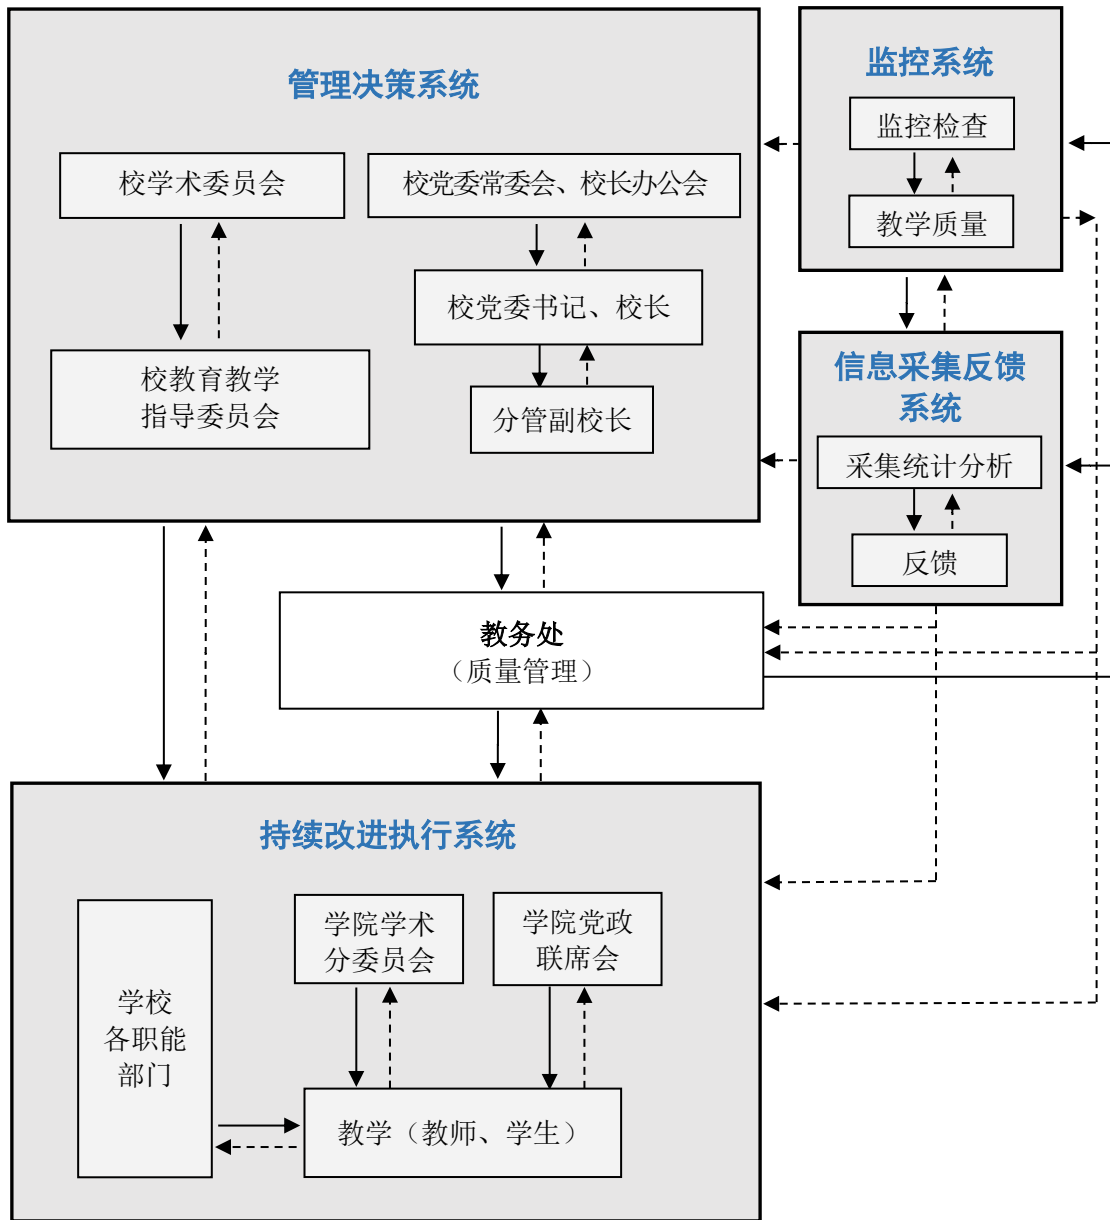 管理决策系统
校学术委员会
校党委常委会、校长办公会
校党委书记、校长
校教育教学
指导委员会
分管副校长
监控系统
监控检查
教学质量
信息采集反馈
系统
采集统计分析
反馈
教务处
（质量管理）
持续改进执行系统
学校
各职能
部门
学院学术
分委员会
学院党政
联席会
教学（教师、学生）